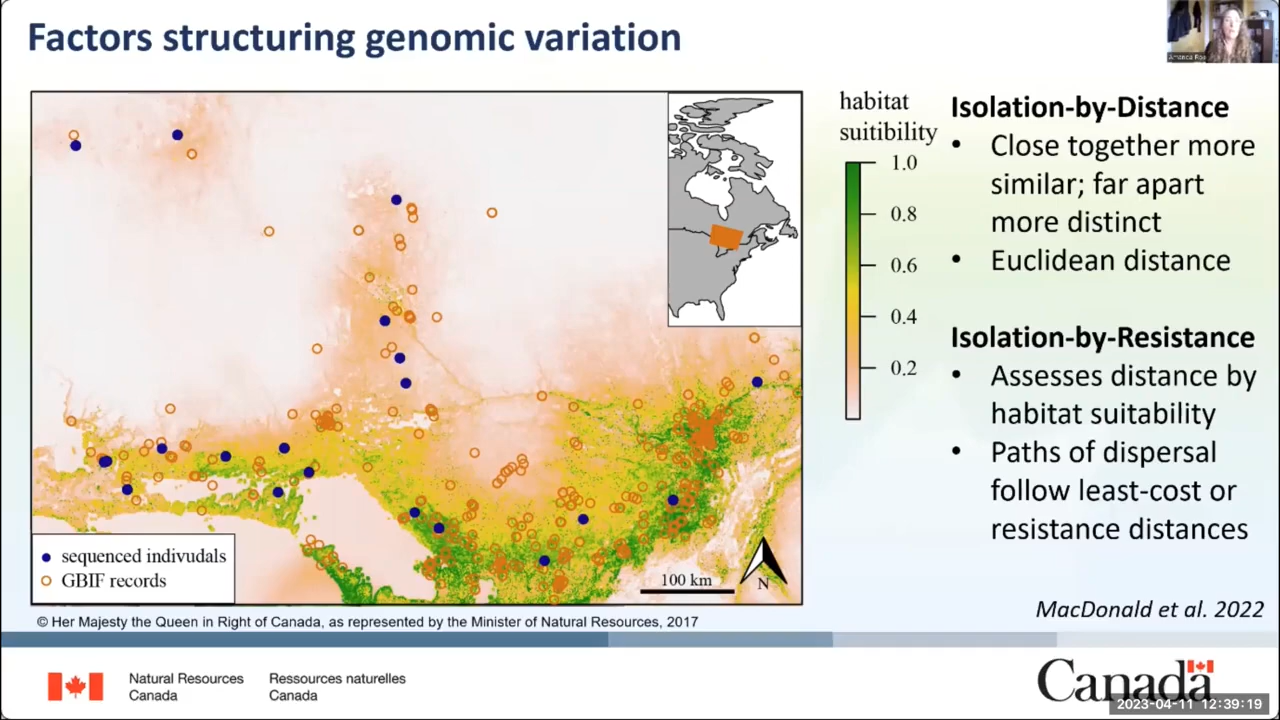 Factors structuring genomic variation
habitat
suitibility
1.0
0.8
0.6
0.4
0.2
sequenced indivudals
GBIF records
100 km
N
© Her Majesty the Queen in Right of Canada, as represented by the Minister of Natural Resources, 2017
Isolation-by-Distance
• Close together more
similar; far apart
more distinct
• Euclidean distance
Isolation-by-Resistance
• Assesses distance by
habitat suitability
• Paths of dispersal
follow least-cost or
resistance distances
MacDonald et al. 2022
Natural Resources
Canada
Ressources naturelles
Canada
Canada
2023-04-11 12:39:19